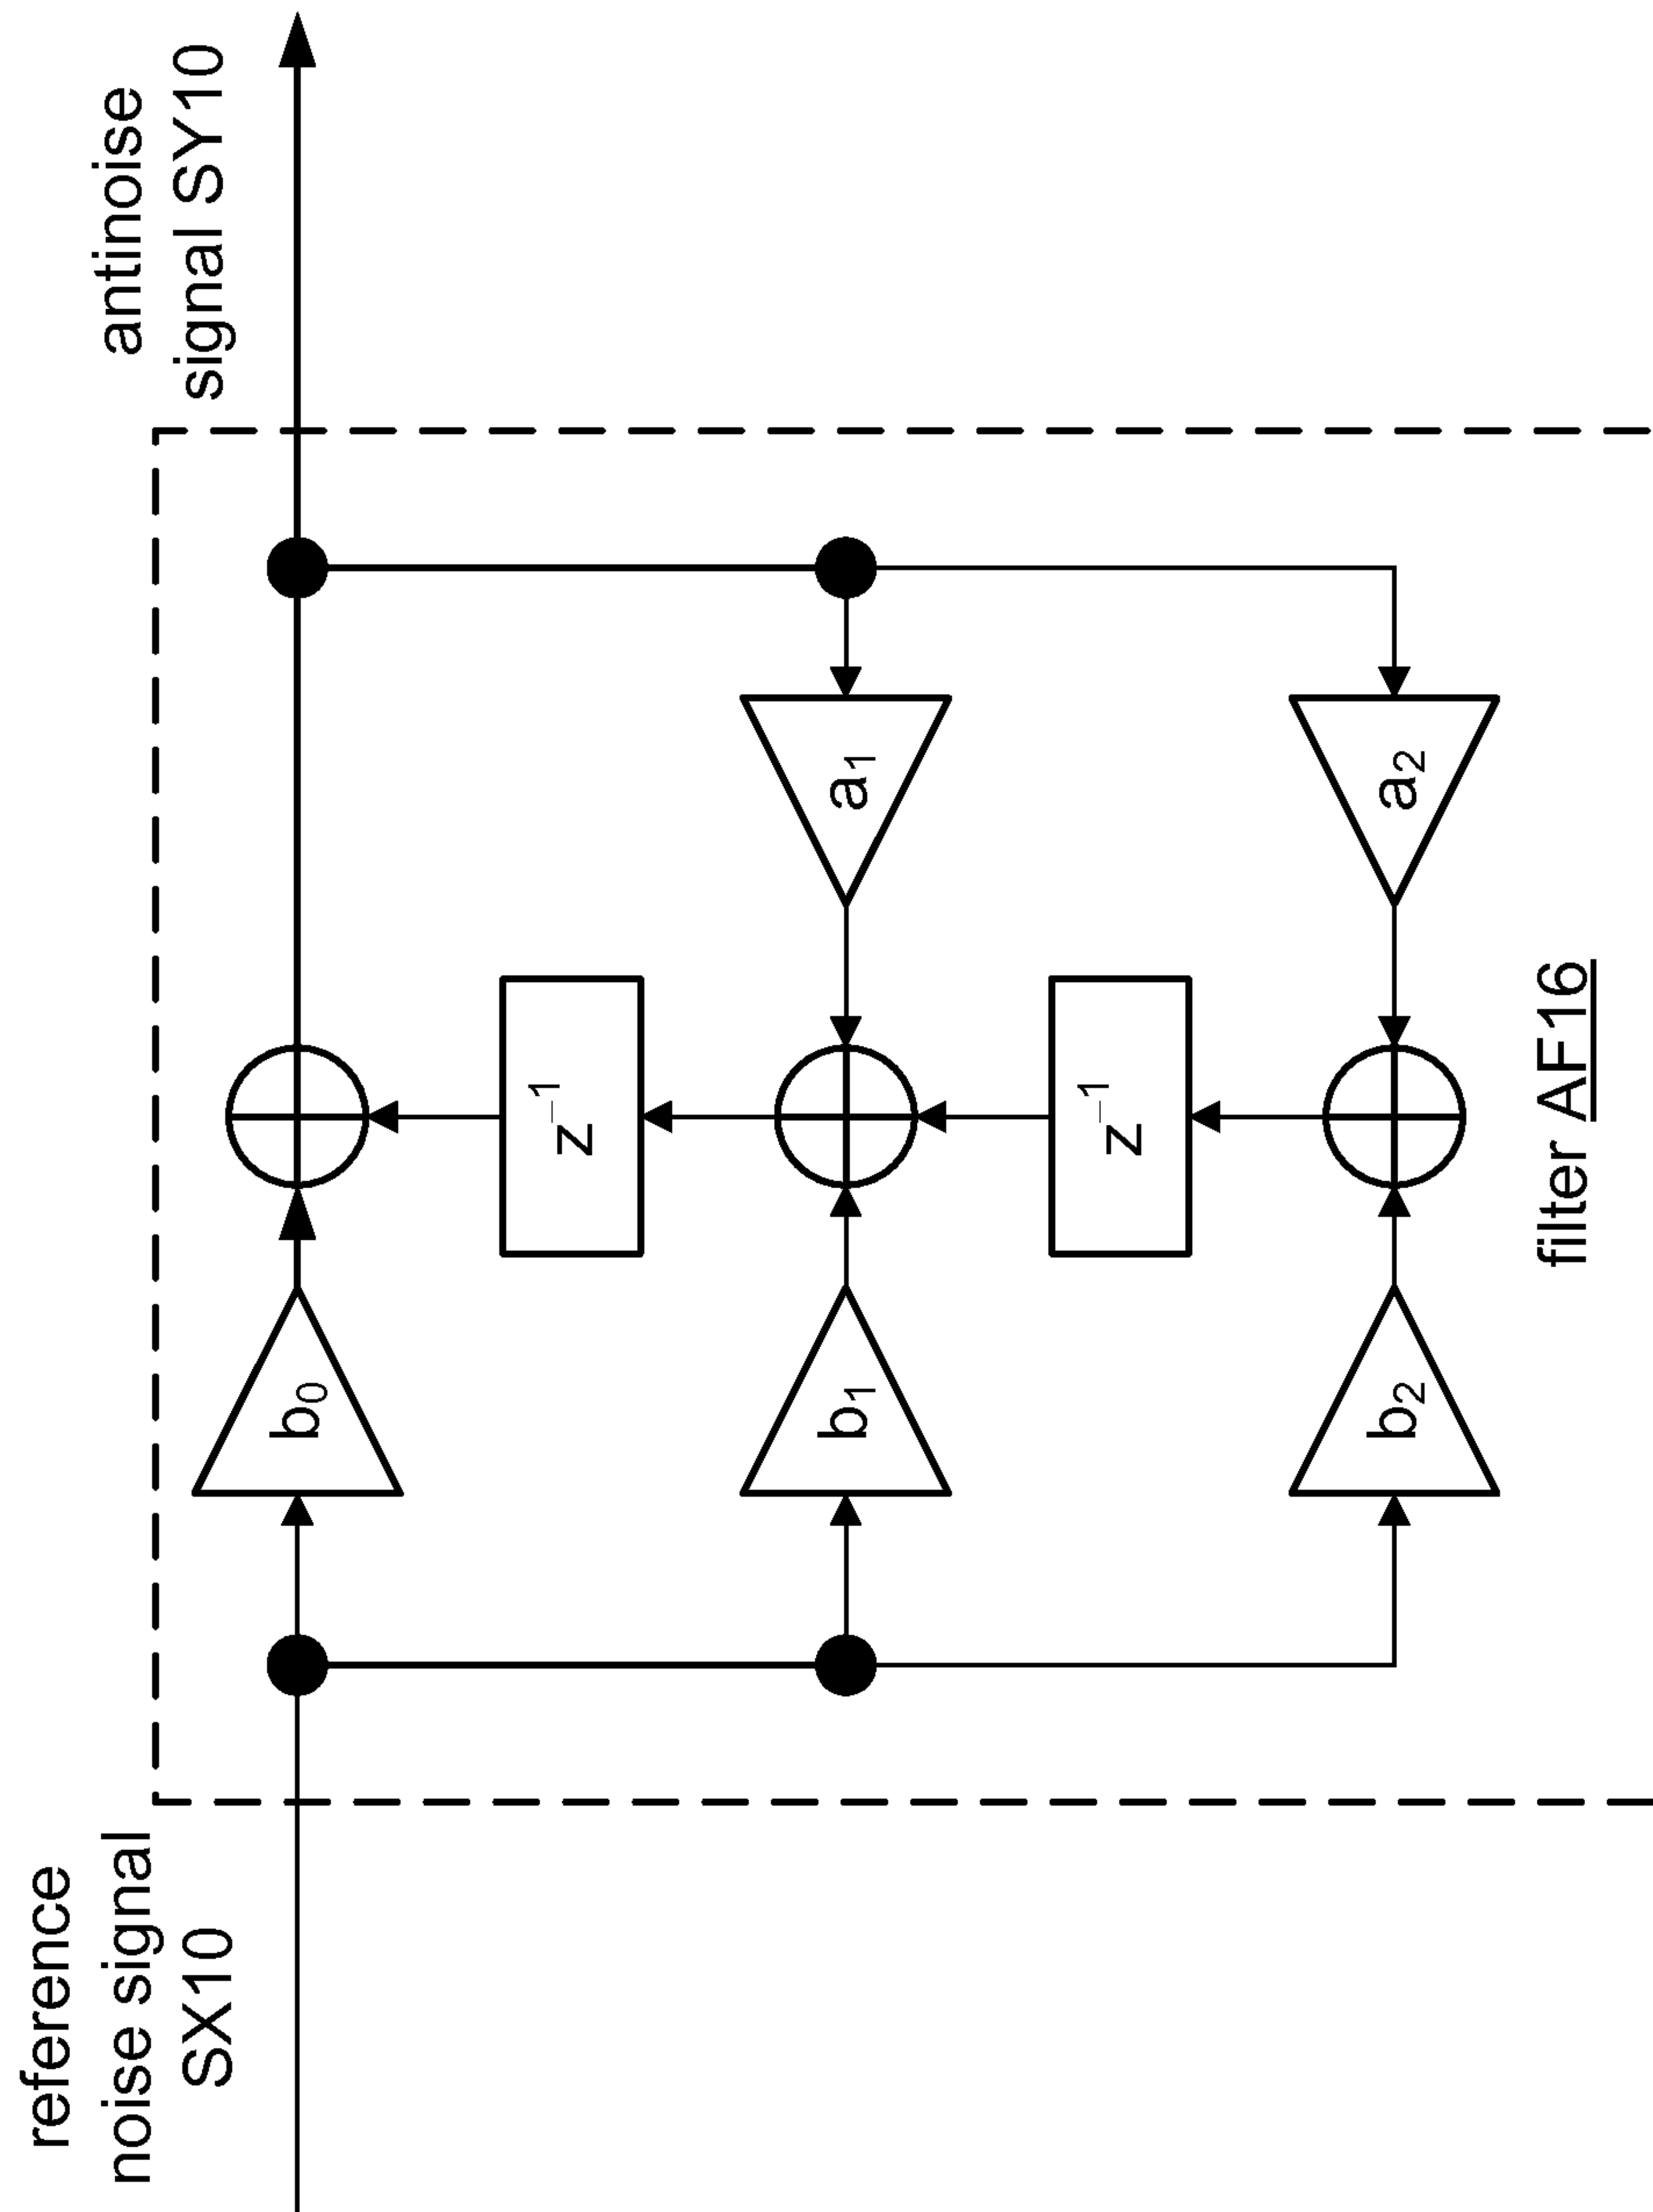 reference
noise signal
SX10
antinoise
signal SY10
b₀
z⁻¹
b₁
a₁
z⁻¹
b₂
a₂
filter AF16